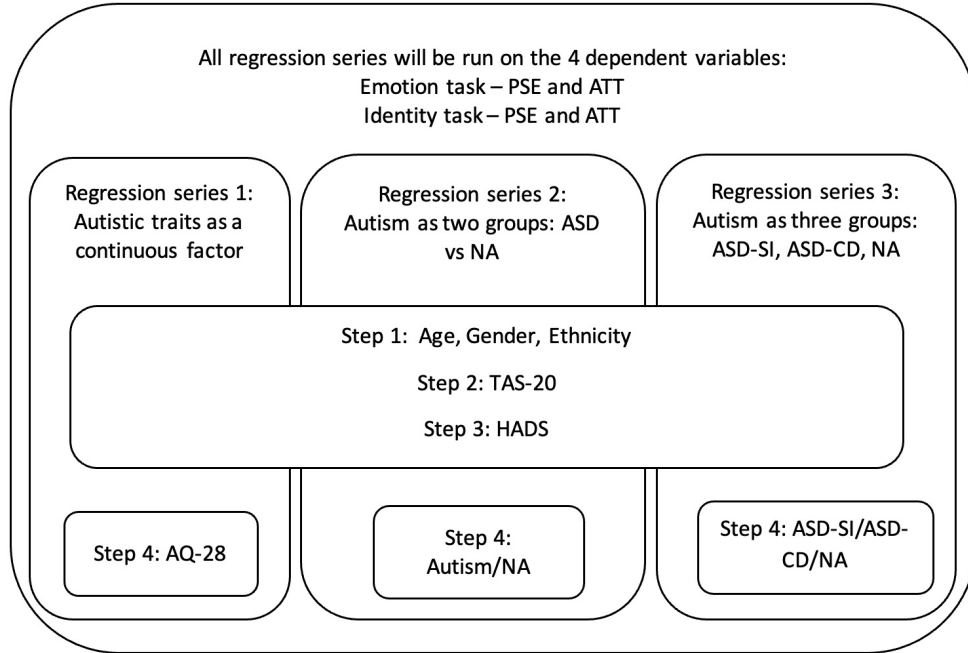 All regression series will be run on the 4 dependent variables:
Emotion task – PSE and ATT
Identity task – PSE and ATT
Regression series 1:
Autistic traits as a
continuous factor
Regression series 2:
Autism as two groups: ASD
vs NA
Regression series 3:
Autism as three groups:
ASD-SI, ASD-CD, NA
Step 1: Age, Gender, Ethnicity
Step 2: TAS-20
Step 3: HADS
Step 4: AQ-28
Step 4:
Autism/NA
Step 4: ASD-SI/ASD-
CD/NA